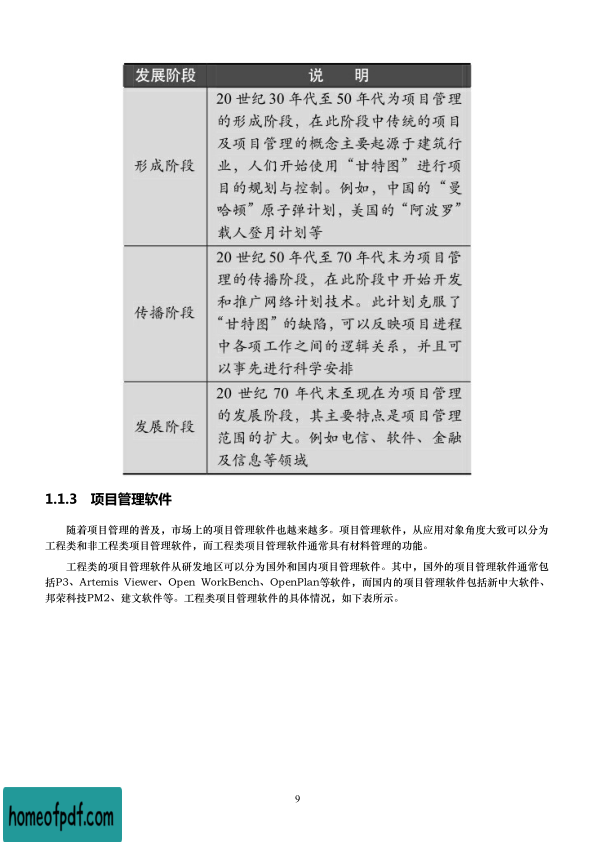 发展阶段 说 明
20 世纪 30 年代至 50 年代为项目管理
的形成阶段，在此阶段中传统的项目
及项目管理的概念主要起源于建筑行
形成阶段 业，人们开始使用“甘特图”进行项
目的规划与控制。例如，中国的“曼
哈顿”原子弹计划，美国的“阿波罗”
载人登月计划等
20 世纪 50 年代至 70 年代末为项目管
理的传播阶段，在此阶段中开始开发
和推广网络计划技术。此计划克服了
传播阶段 “甘特图”的缺陷，可以反映项目进程
中各项工作之间的逻辑关系，并且可
以事先进行科学安排
20 世纪 70 年代末至现在为项目管理
的发展阶段，其主要特点是项目管理
发展阶段 范围的扩大。例如电信、软件、金融
及信息等领域
1.1.3 项目管理软件
随着项目管理的普及，市场上的项目管理软件也越来越多。项目管理软件，从应用对象角度大致可以分为
工程类和非工程类项目管理软件，而工程类项目管理软件通常具有材料管理的功能。
工程类的项目管理软件从研发地区可以分为国外和国内项目管理软件。其中，国外的项目管理软件通常包
括P3、Artemis Viewer、Open WorkBench、OpenPlan等软件，而国内的项目管理软件包括新中大软件、
邦荣科技PM2、建文软件等。工程类项目管理软件的具体情况，如下表所示。
9
homeofpdf.com